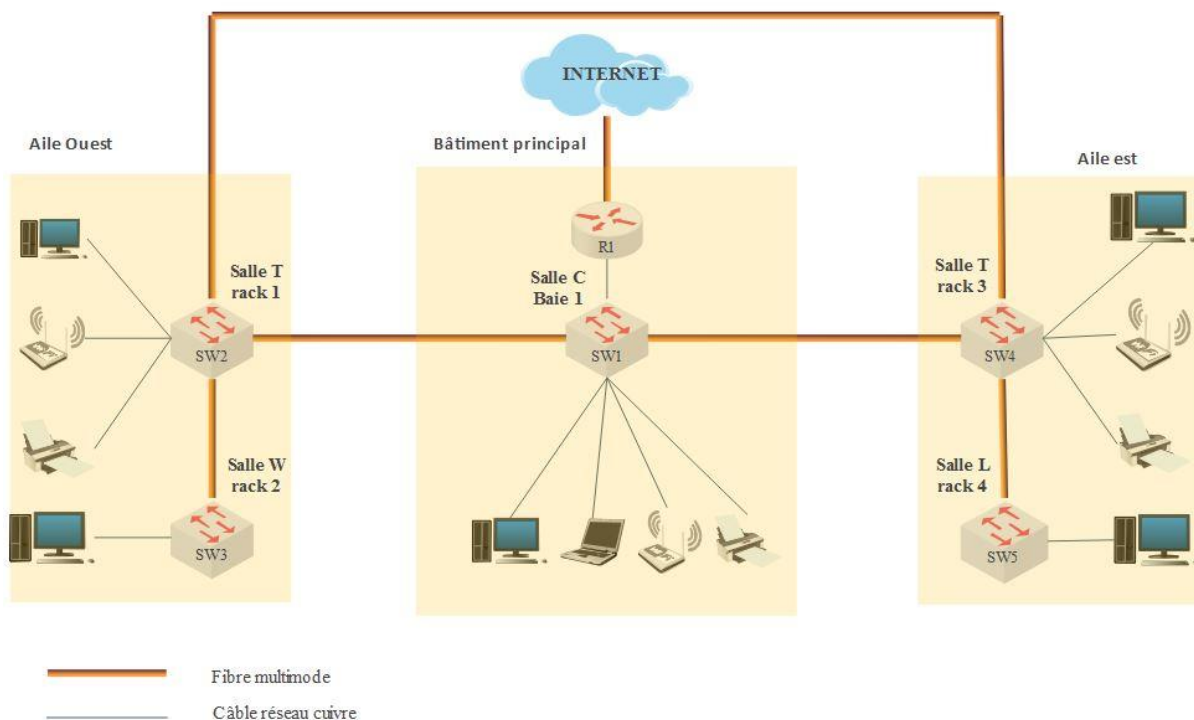 INTERNET
Aile Ouest
Bâtiment principal
Aile est
R1
Salle T
rack 1
Salle C
Baie 1
Salle T
rack 3
SW2
SW1
SW4
Salle W
rack 2
Salle L
rack 4
SW3
SW5
Fibre multimode
Câble réseau cuivre